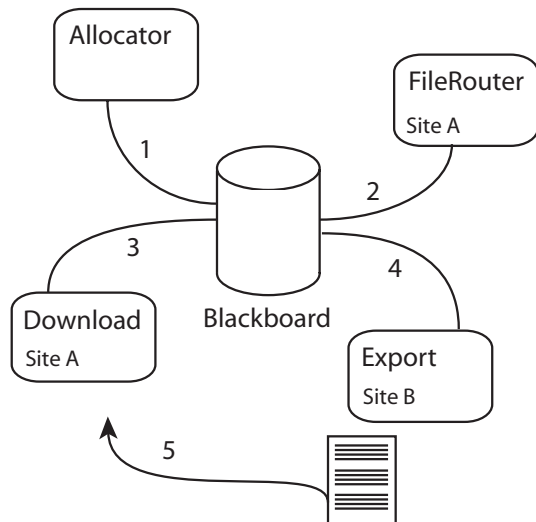 Allocator
FileRouter
Site A
1
2
3
4
Blackboard
Download
Site A
Export
Site B
5